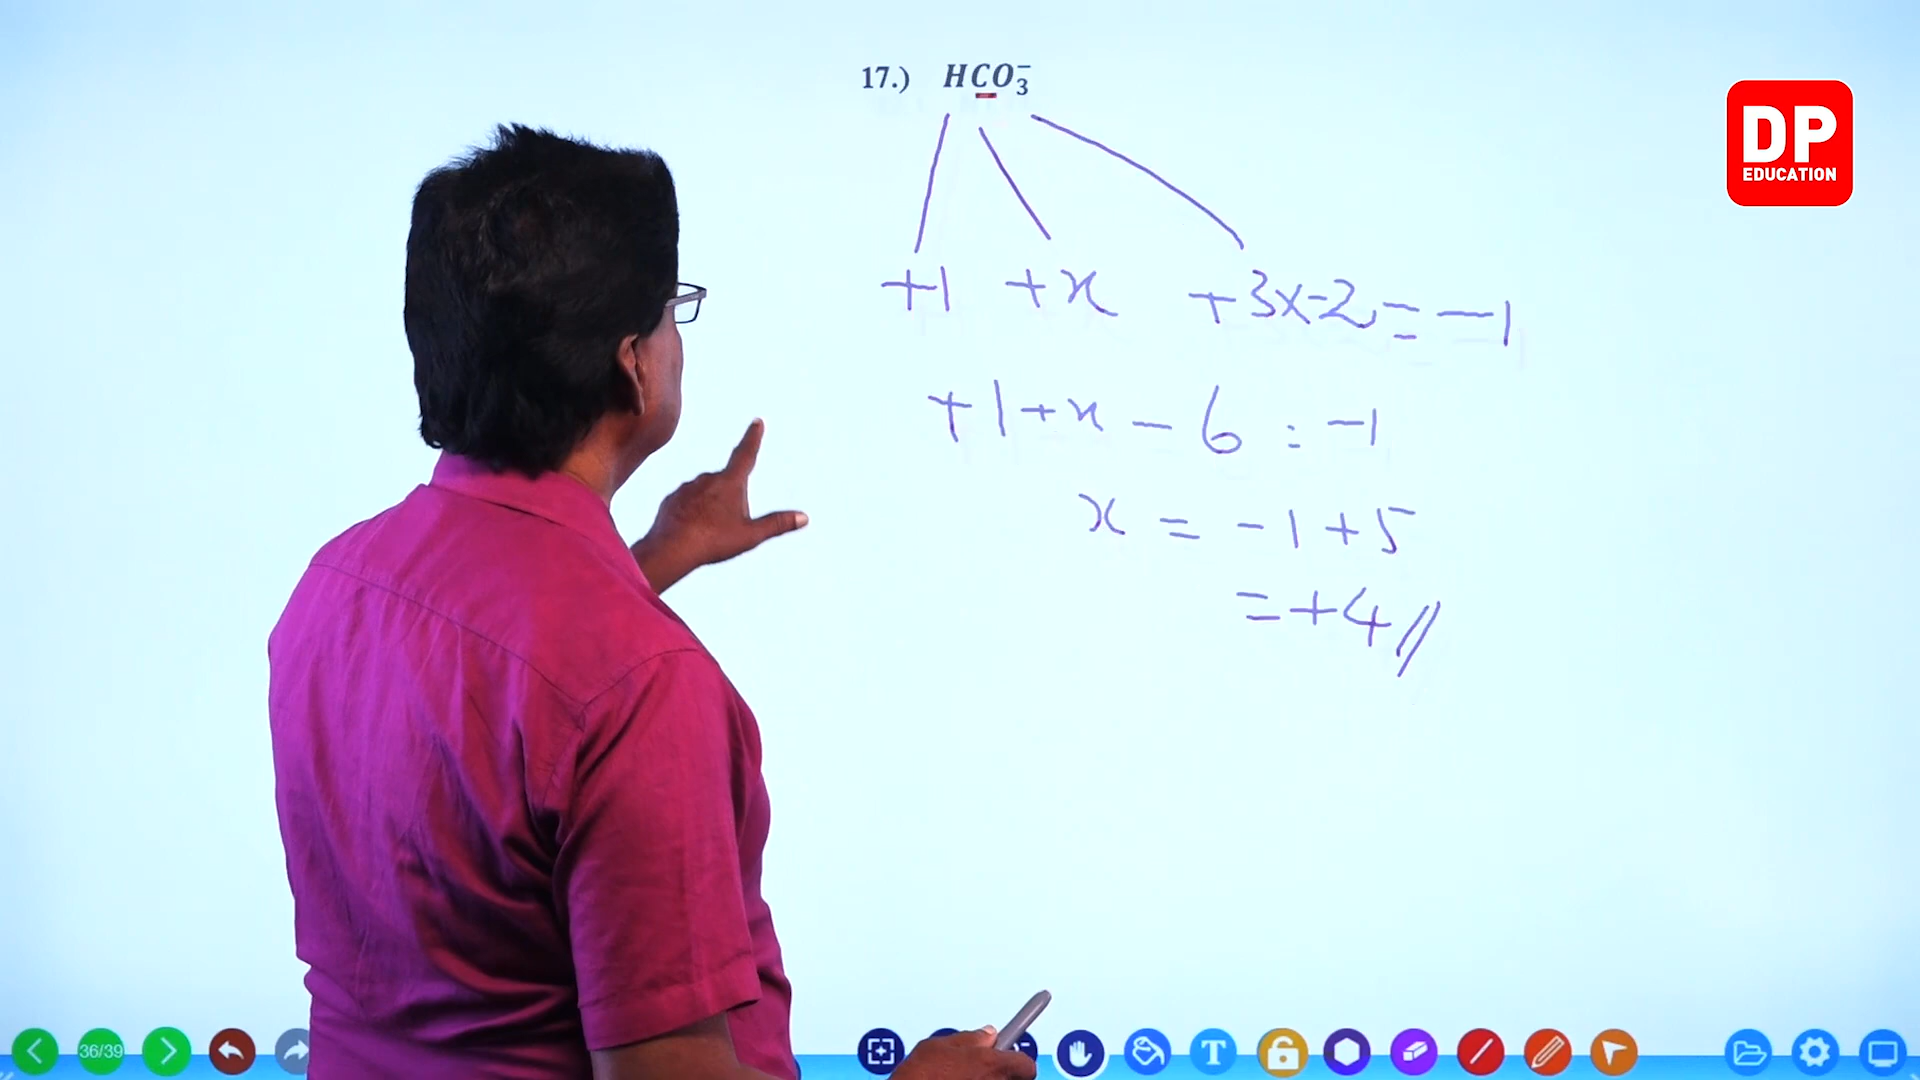 17.) HCO₃⁻
DP
EDUCATION
+1 +x +3x-2 = -1
+1+x-6 = -1
x = -1+5
= +4//
36/39
T